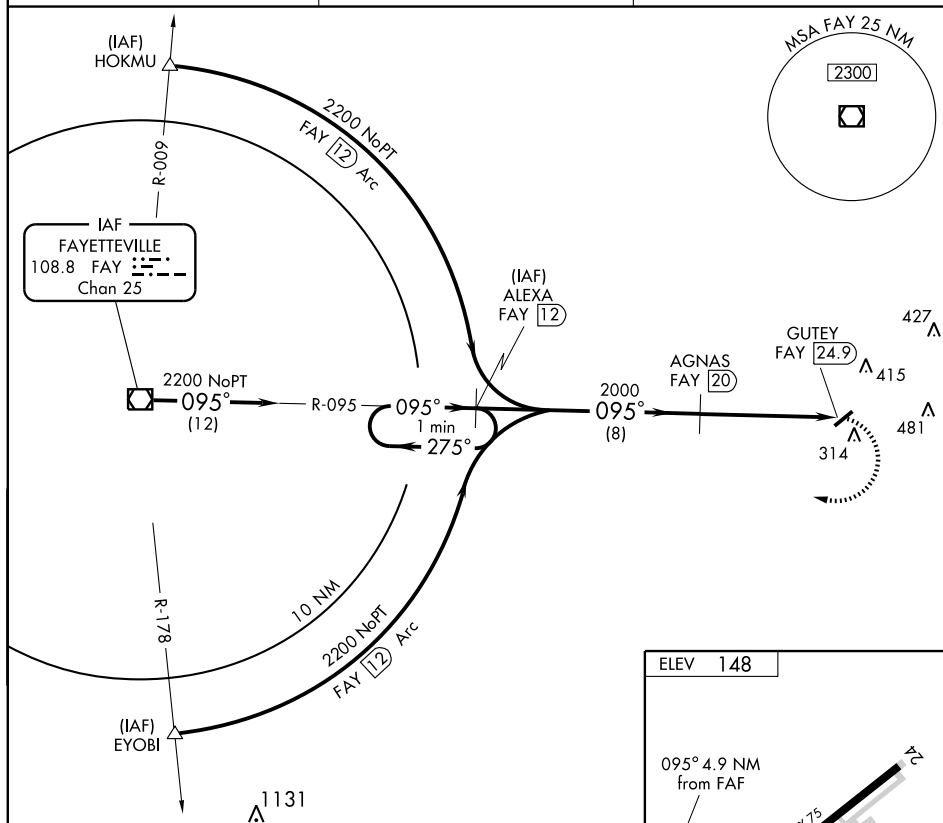 (IAF)
HOKMU
2200 NoPT
FAY 12 Arc
MSA FAY 25 NM
2300
R-009
IAF
FAYETTEVILLE
108.8 FAY
Chan 25
(IAF)
ALEXA
FAY 12
427
GUTEY
FAY 24.9
AGNAS
FAY 20
415
2200 NoPT
095°
(12)
R-095
095°
1 min
275°
2000
095°
(8)
481
314
R-178
10 NM
2200 NoPT
FAY 12 Arc
(IAF)
EYOBI
1131
ELEV 148
095° 4.9 NM
from FAF
24
X 75